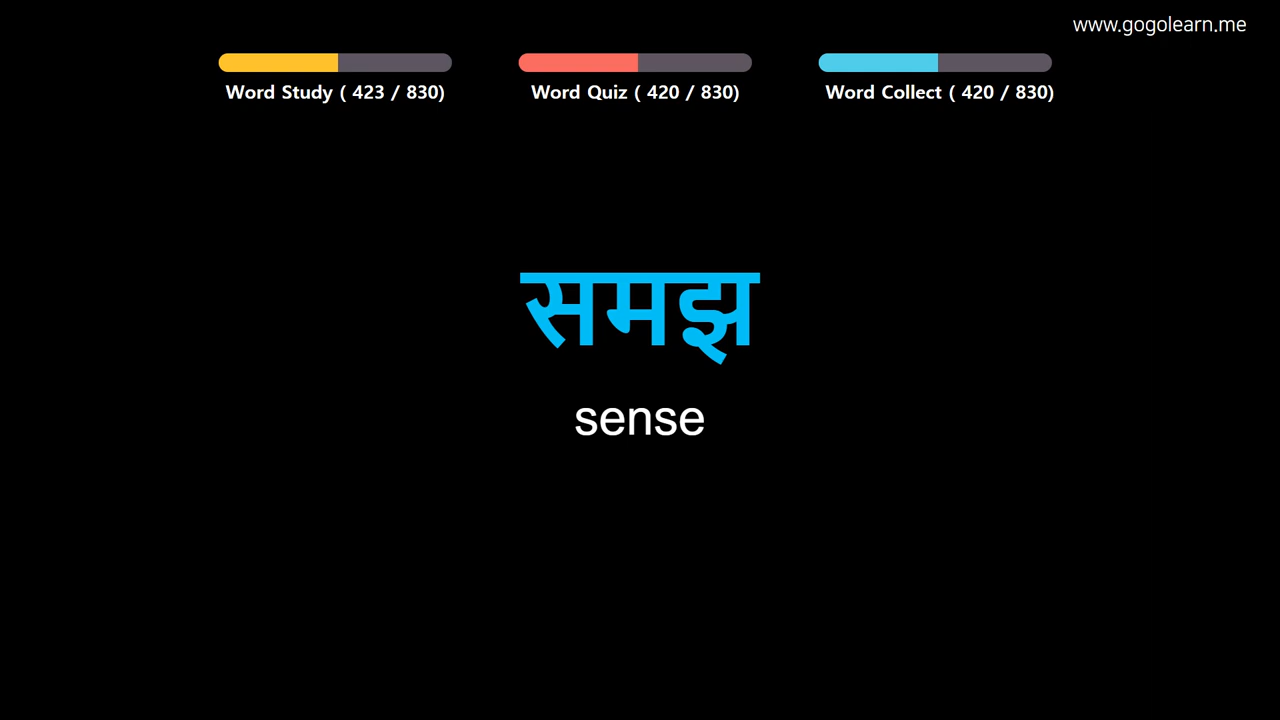 www.gogolearn.me
Word Study ( 423 / 830)
Word Quiz ( 420 / 830)
Word Collect ( 420 / 830)
समझ
sense